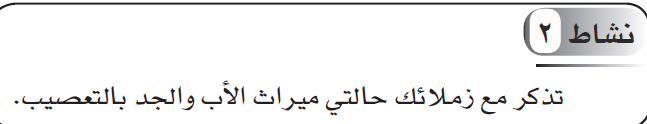 نشاط ٢
تذكر مع زملائك حالتي ميراث الأب والجد بالتعصيب.